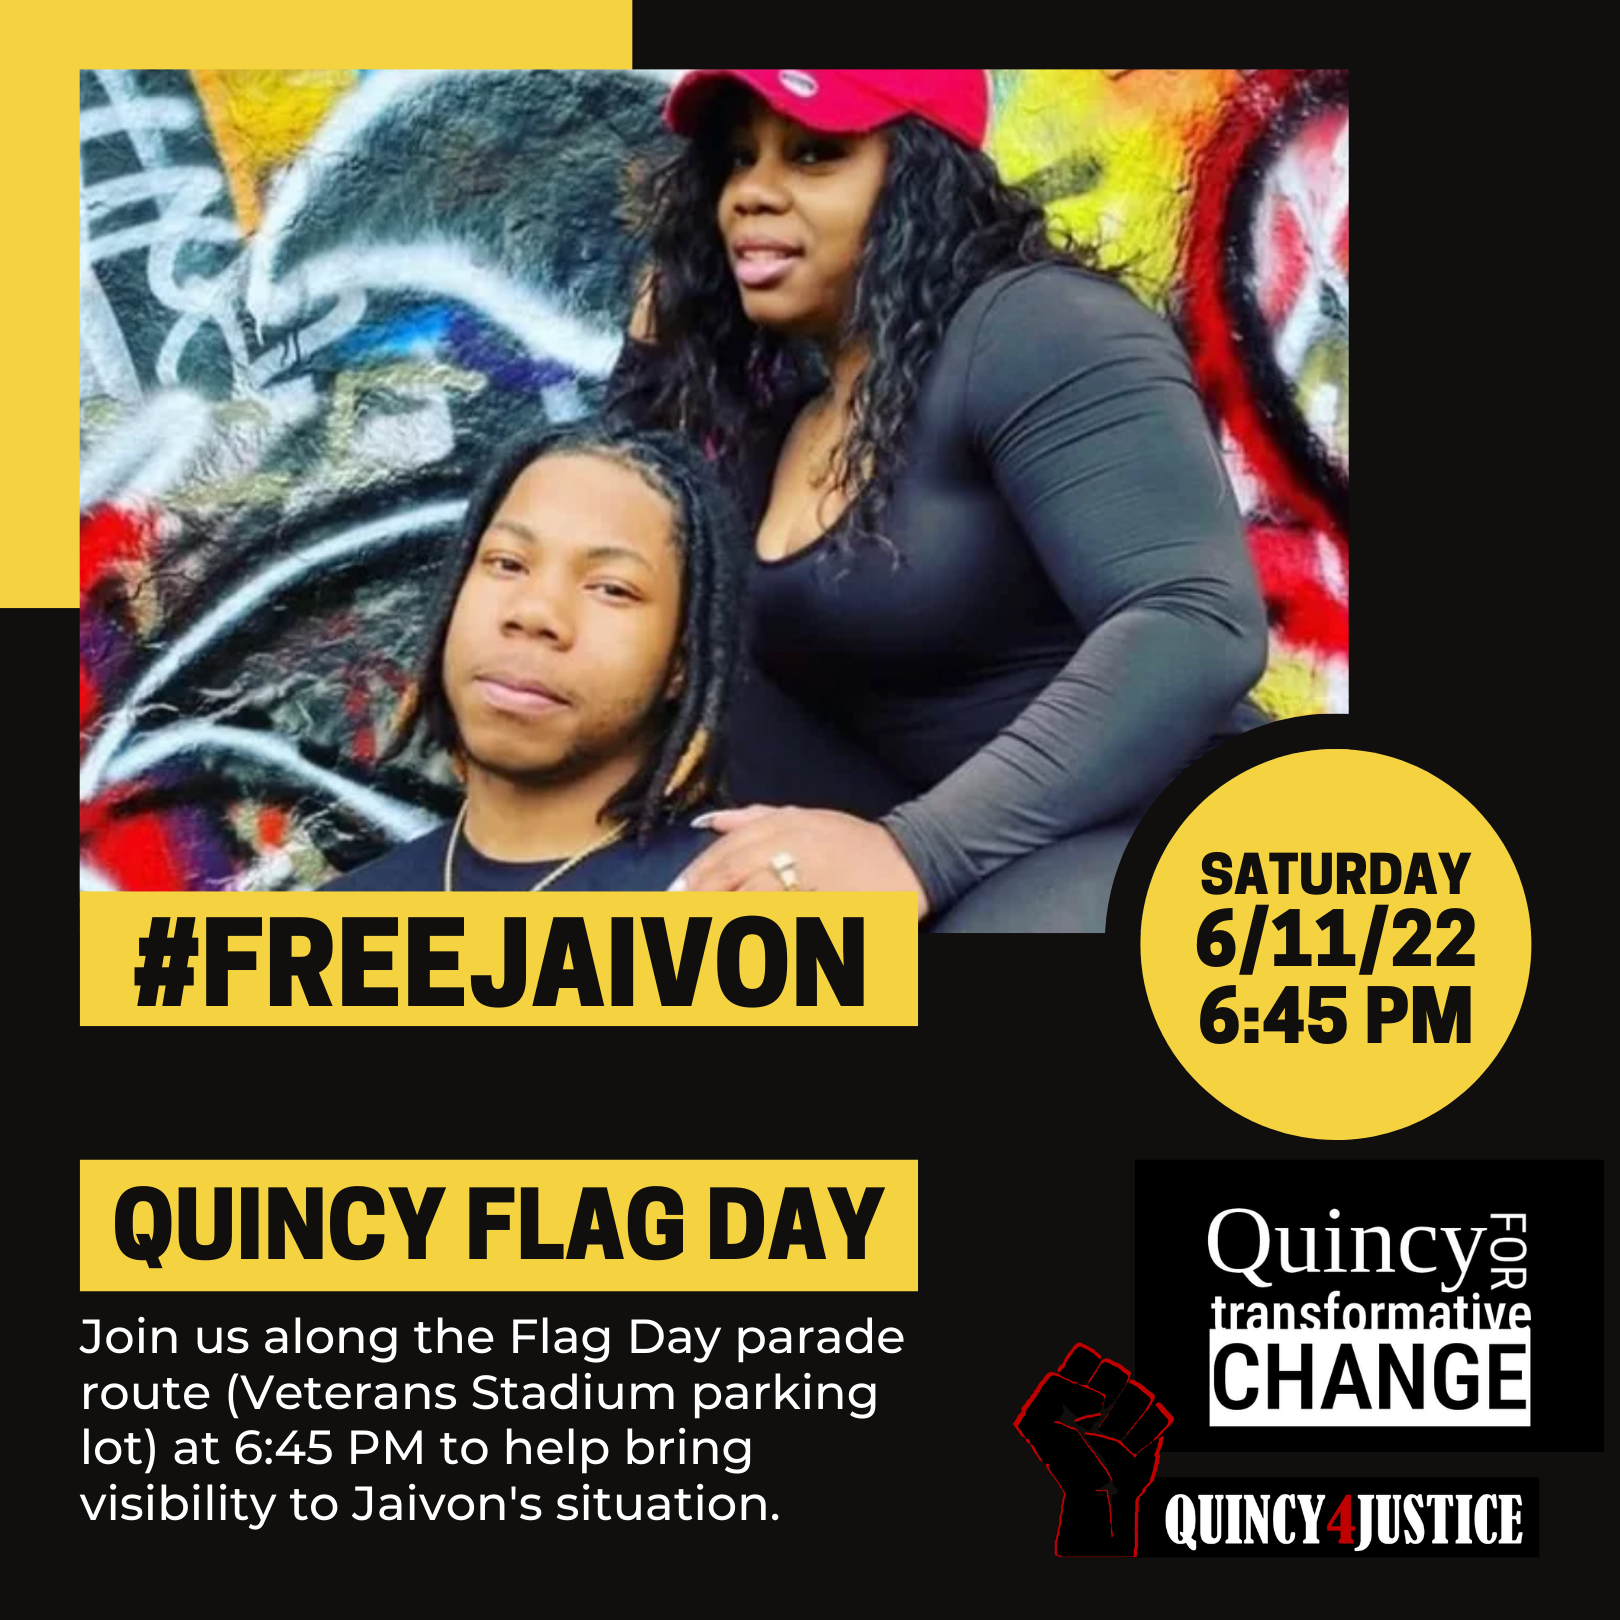 #FREEJAIVON
SATURDAY
6/11/22
6:45 PM
QUINCY FLAG DAY
Join us along the Flag Day parade
route (Veterans Stadium parking
lot) at 6:45 PM to help bring
visibility to Jaivon's situation.
Quincy FOR
transformative
CHANGE
QUINCY4JUSTICE